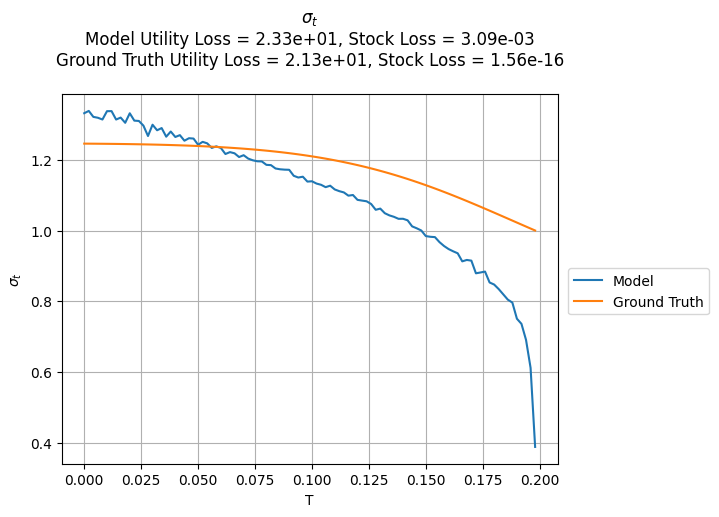 σt
Model Utility Loss = 2.33e+01, Stock Loss = 3.09e-03
Ground Truth Utility Loss = 2.13e+01, Stock Loss = 1.56e-16
1.2
1.0
0.8
0.6
0.4
σt
0.000 0.025 0.050 0.075 0.100 0.125 0.150 0.175 0.200
T
Model
Ground Truth